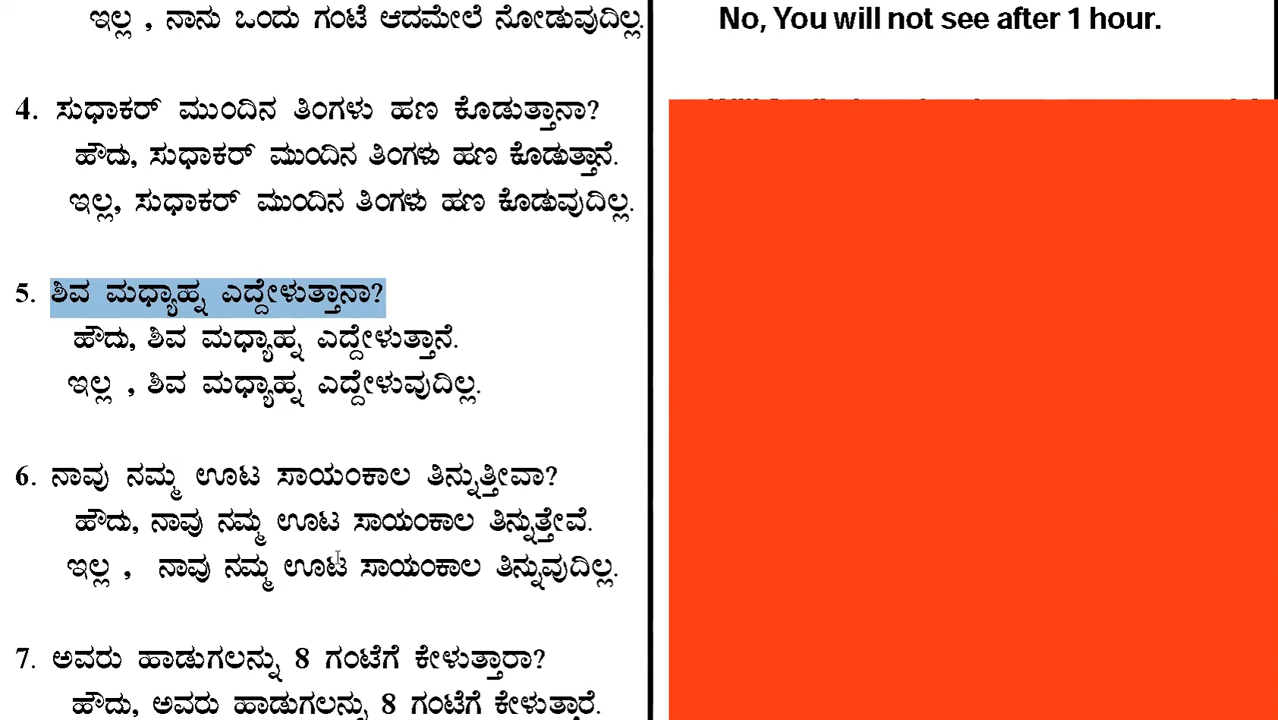 ಇಲ್ಲ , ನಾನು ಒಂದು ಗಂಟೆ ಆದಮೇಲೆ ನೋಡುವುದಿಲ್ಲ.
No, You will not see after 1 hour.
4. ಸುಧಾಕರ್ ಮುಂದಿನ ತಿಂಗಳು ಹಣ ಕೊಡುತ್ತಾನಾ?
ಹೌದು, ಸುಧಾಕರ್ ಮುಂದಿನ ತಿಂಗಳು ಹಣ ಕೊಡುತ್ತಾನೆ.
ಇಲ್ಲ, ಸುಧಾಕರ್ ಮುಂದಿನ ತಿಂಗಳು ಹಣ ಕೊಡುವುದಿಲ್ಲ.
5. ಶಿವ ಮಧ್ಯಾಹ್ನ ಎದ್ದೇಳುತ್ತಾನಾ?
ಹೌದು, ಶಿವ ಮಧ್ಯಾಹ್ನ ಎದ್ದೇಳುತ್ತಾನೆ.
ಇಲ್ಲ , ಶಿವ ಮಧ್ಯಾಹ್ನ ಎದ್ದೇಳುವುದಿಲ್ಲ.
6. ನಾವು ನಮ್ಮ ಊಟ ಸಾಯಂಕಾಲ ತಿನ್ನುತ್ತೀವಾ?
ಹೌದು, ನಾವು ನಮ್ಮ ಊಟ ಸಾಯಂಕಾಲ ತಿನ್ನುತ್ತೇವೆ.
ಇಲ್ಲ , ನಾವು ನಮ್ಮ ಊಟ ಸಾಯಂಕಾಲ ತಿನ್ನುವುದಿಲ್ಲ.
7. ಅವರು ಹಾಡುಗಲನ್ನು 8 ಗಂಟೆಗೆ ಕೇಳುತ್ತಾರಾ?
ಹೌದು, ಅವರು ಹಾಡುಗಲನ್ನು 8 ಗಂಟೆಗೆ ಕೇಳುತ್ತಾರೆ.